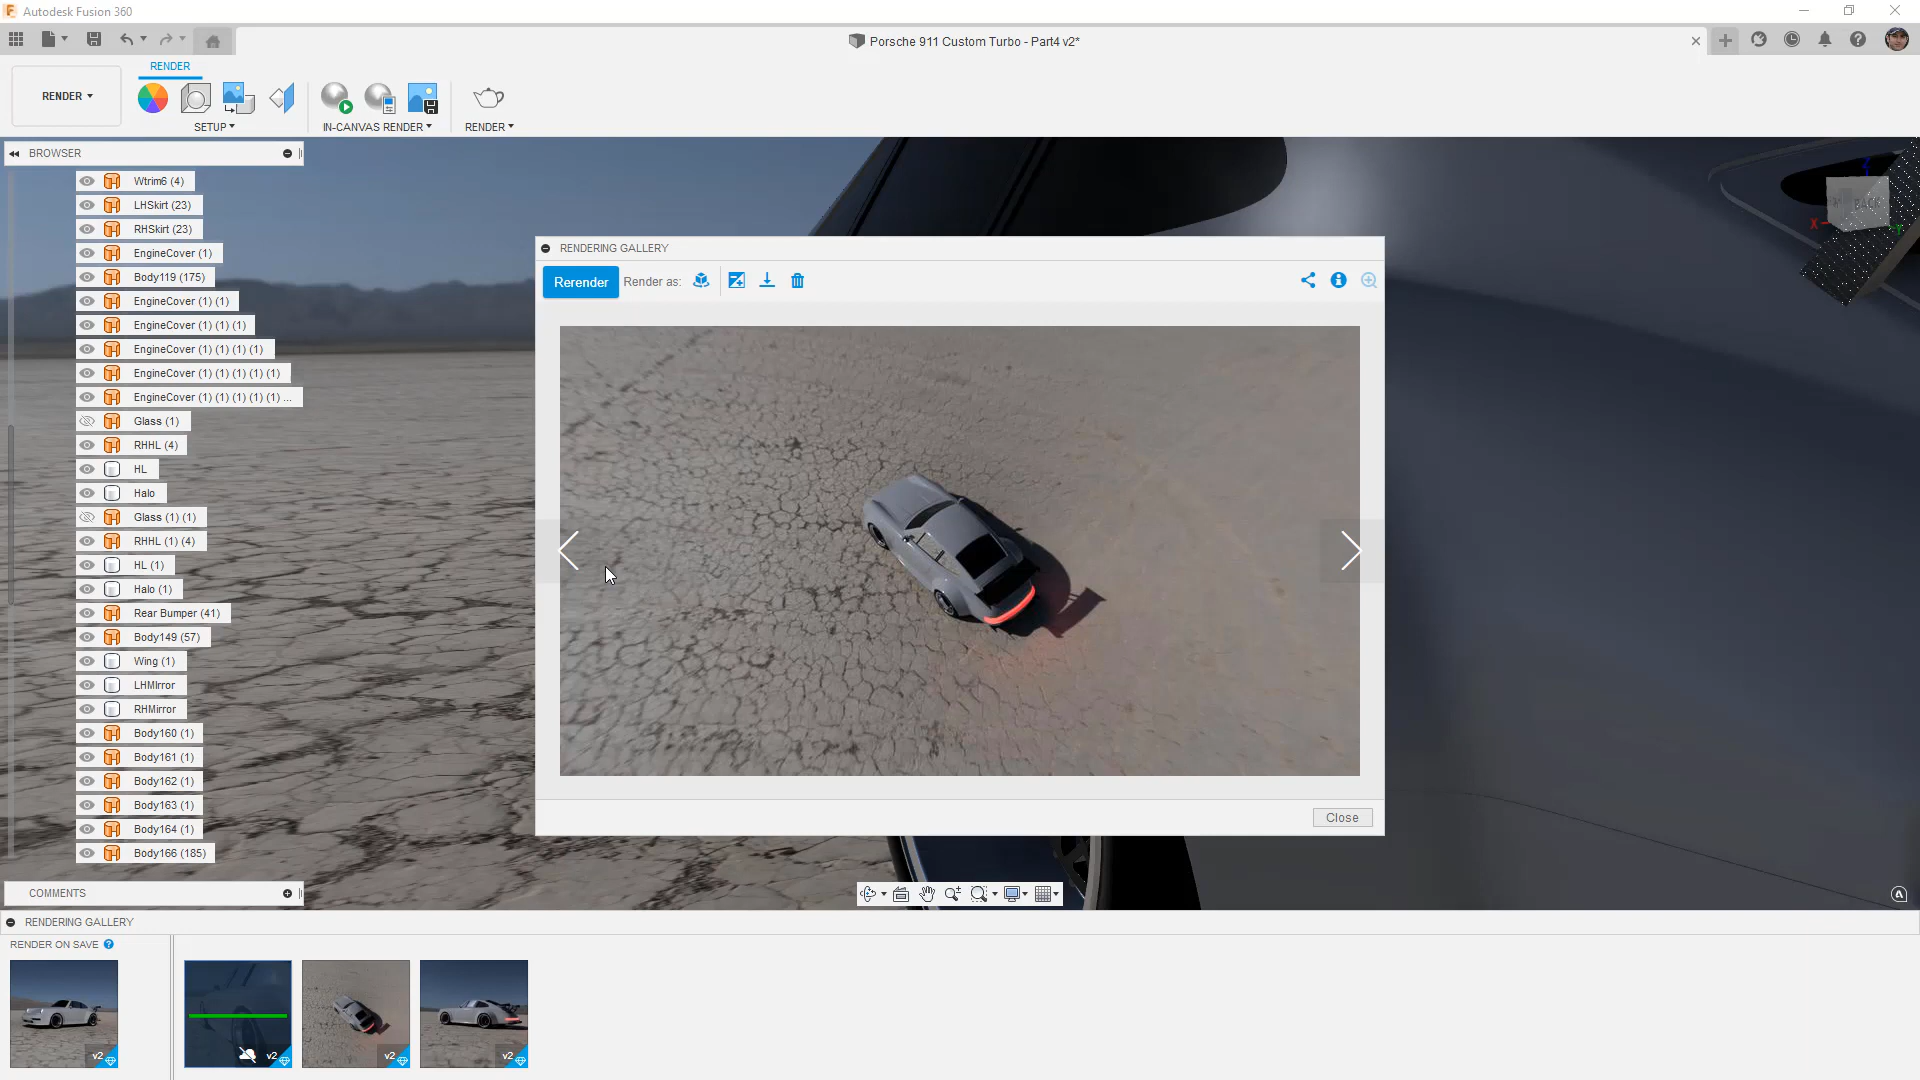 Autodesk Fusion 360
Porsche 911 Custom Turbo - Part4 v2*
RENDER
RENDER
SETUP
IN-CANVAS RENDER
RENDER
BROWSER
Wtrim6 (4)
LHSkirt (23)
RHSkirt (23)
EngineCover (1)
Body119 (175)
EngineCover (1) (1)
EngineCover (1) (1) (1)
EngineCover (1) (1) (1) (1)
EngineCover (1) (1) (1) (1) (1)
EngineCover (1) (1) (1) (1) (1) ...
Glass (1)
RHHL (4)
HL
Halo
Glass (1) (1)
RHHL (1) (4)
HL (1)
Halo (1)
Rear Bumper (41)
Body149 (57)
Wing (1)
LHMIrror
RHMirror
Body160 (1)
Body161 (1)
Body162 (1)
Body163 (1)
Body164 (1)
Body166 (185)
COMMENTS
RENDERING GALLERY
Rerender Render as:
Close
Z
BACK
X
Y
RENDERING GALLERY
RENDER ON SAVE
v2
v2
v2
v2